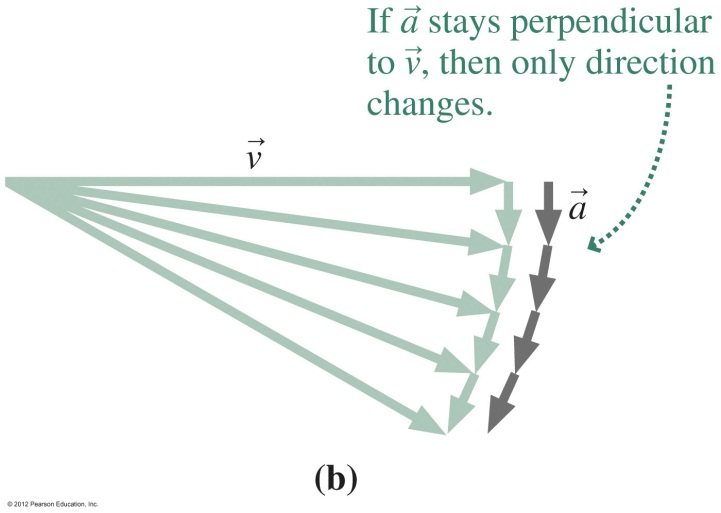 If a⃗ stays perpendicular
to v⃗, then only direction
changes.
v⃗
a⃗
(b)
© 2012 Pearson Education, Inc.